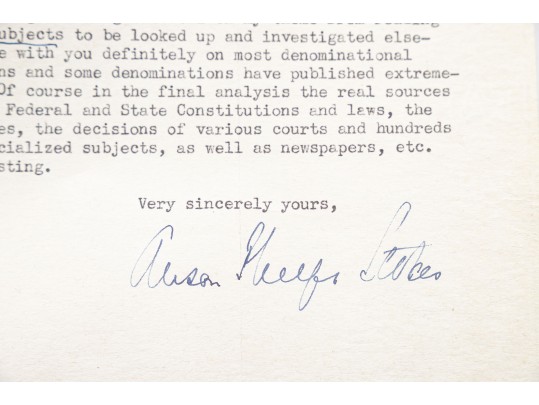 ubjects to be looked up and investigated else-
e with you definitely on most denominational
ns and some denominations have published extreme-
Of course in the final analysis the real sources
Federal and State Constitutions and laws, the
es, the decisions of various courts and hundreds
cialized subjects, as well as newspapers, etc.
sting.
Very sincerely yours,
Anson Phelps Stokes